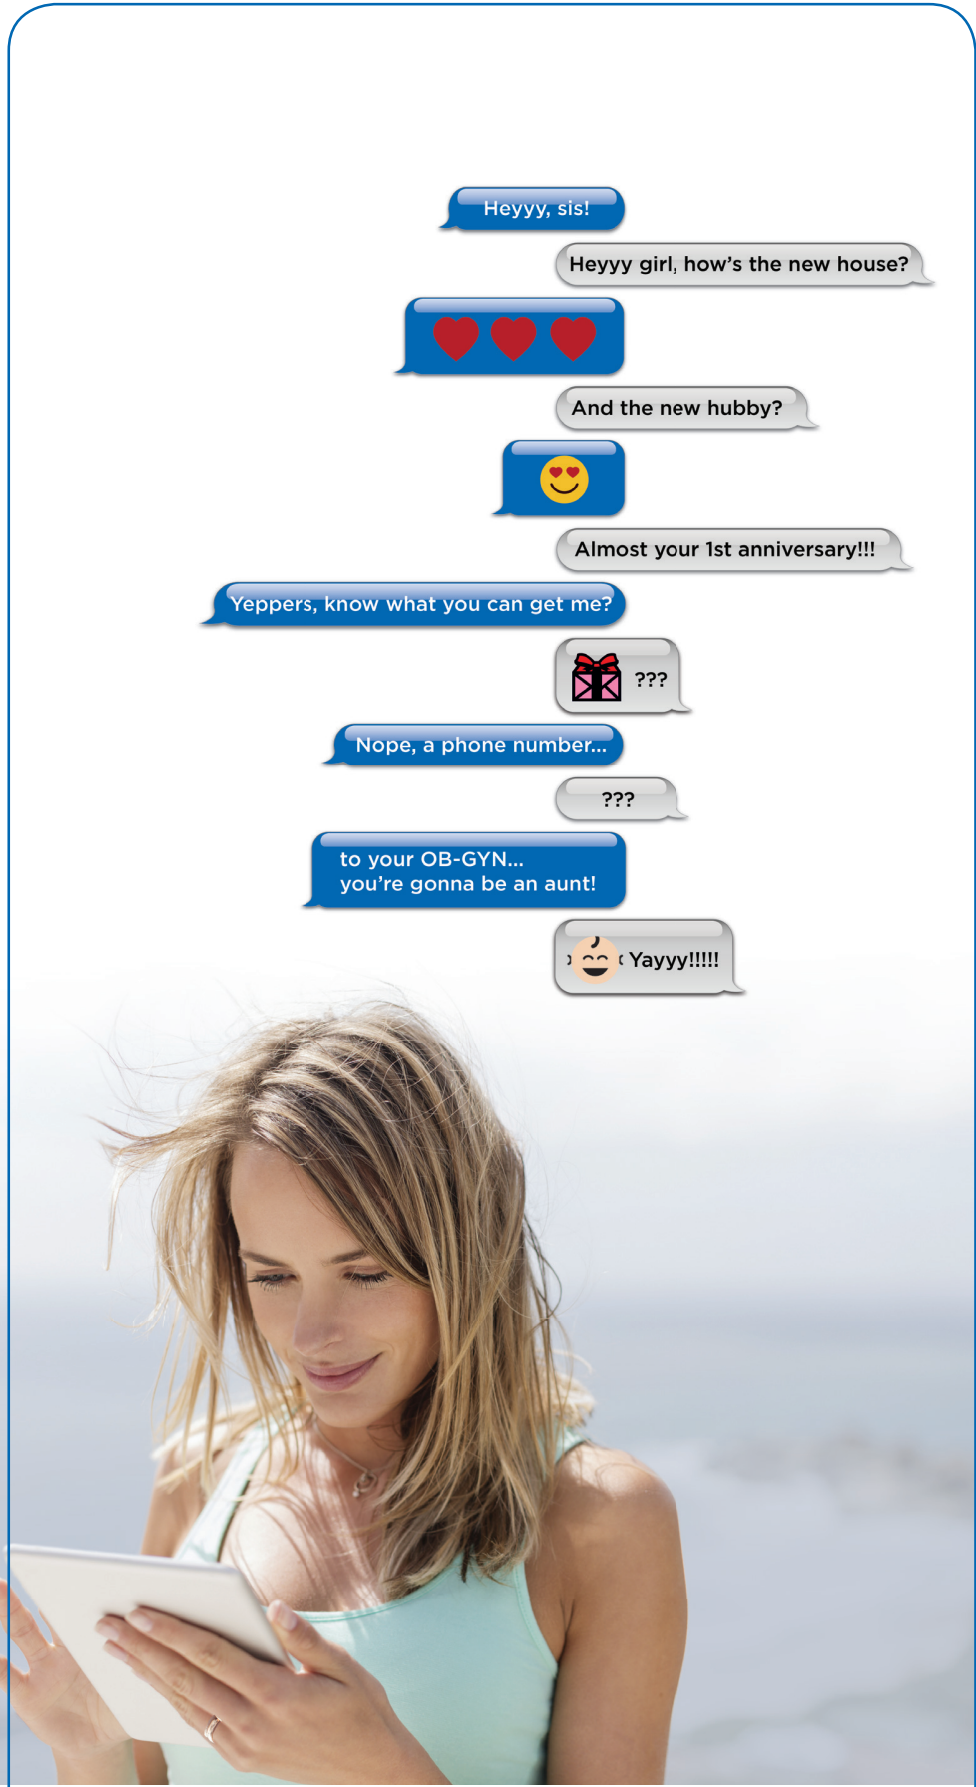 Heyyy, sis!
Heyyy girl, how's the new house?
And the new hubby?
Almost your 1st anniversary!!!
Yeppers, know what you can get me?
???
Nope, a phone number...
???
to your OB-GYN...
you're gonna be an aunt!
Yayyy!!!!!